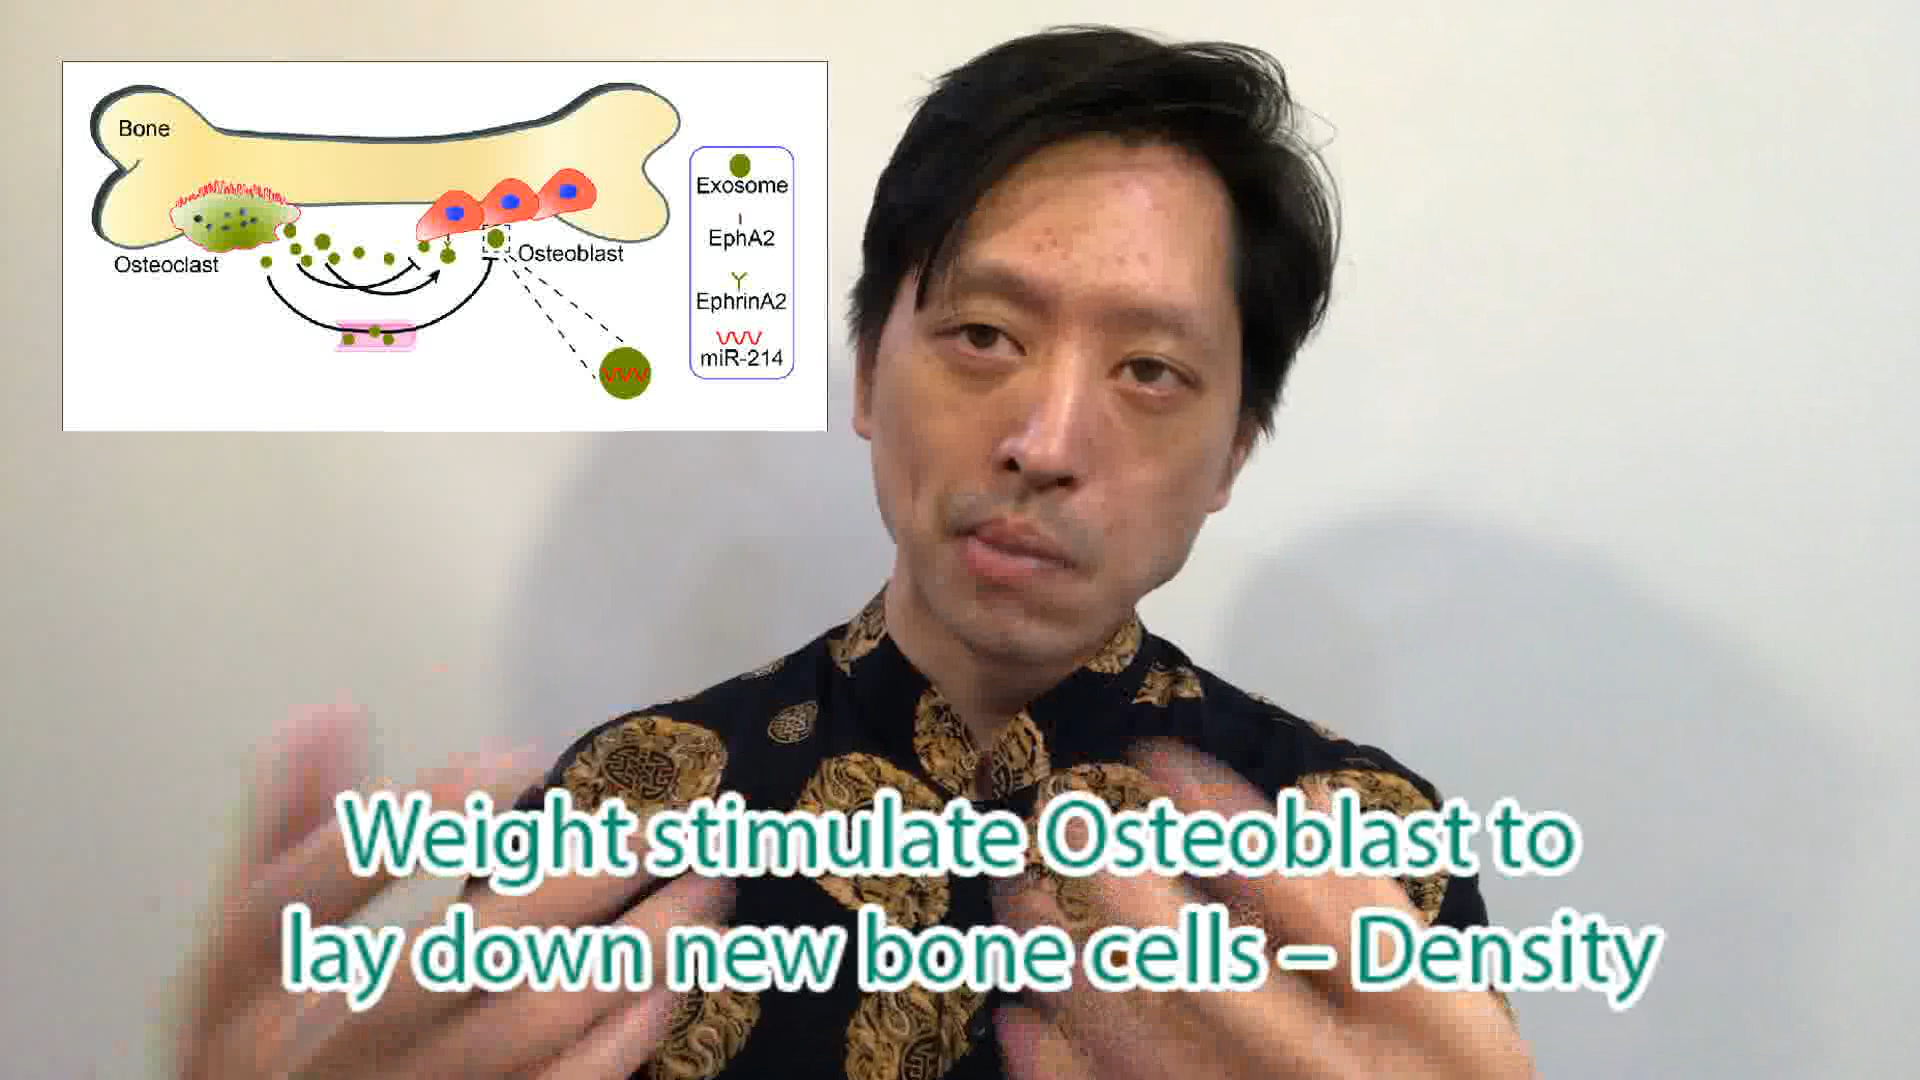 Bone
Osteoclast
Osteoblast
Exosome
EphA2
EphrinA2
miR-214
Weight stimulate Osteoblast to
lay down new bone cells – Density